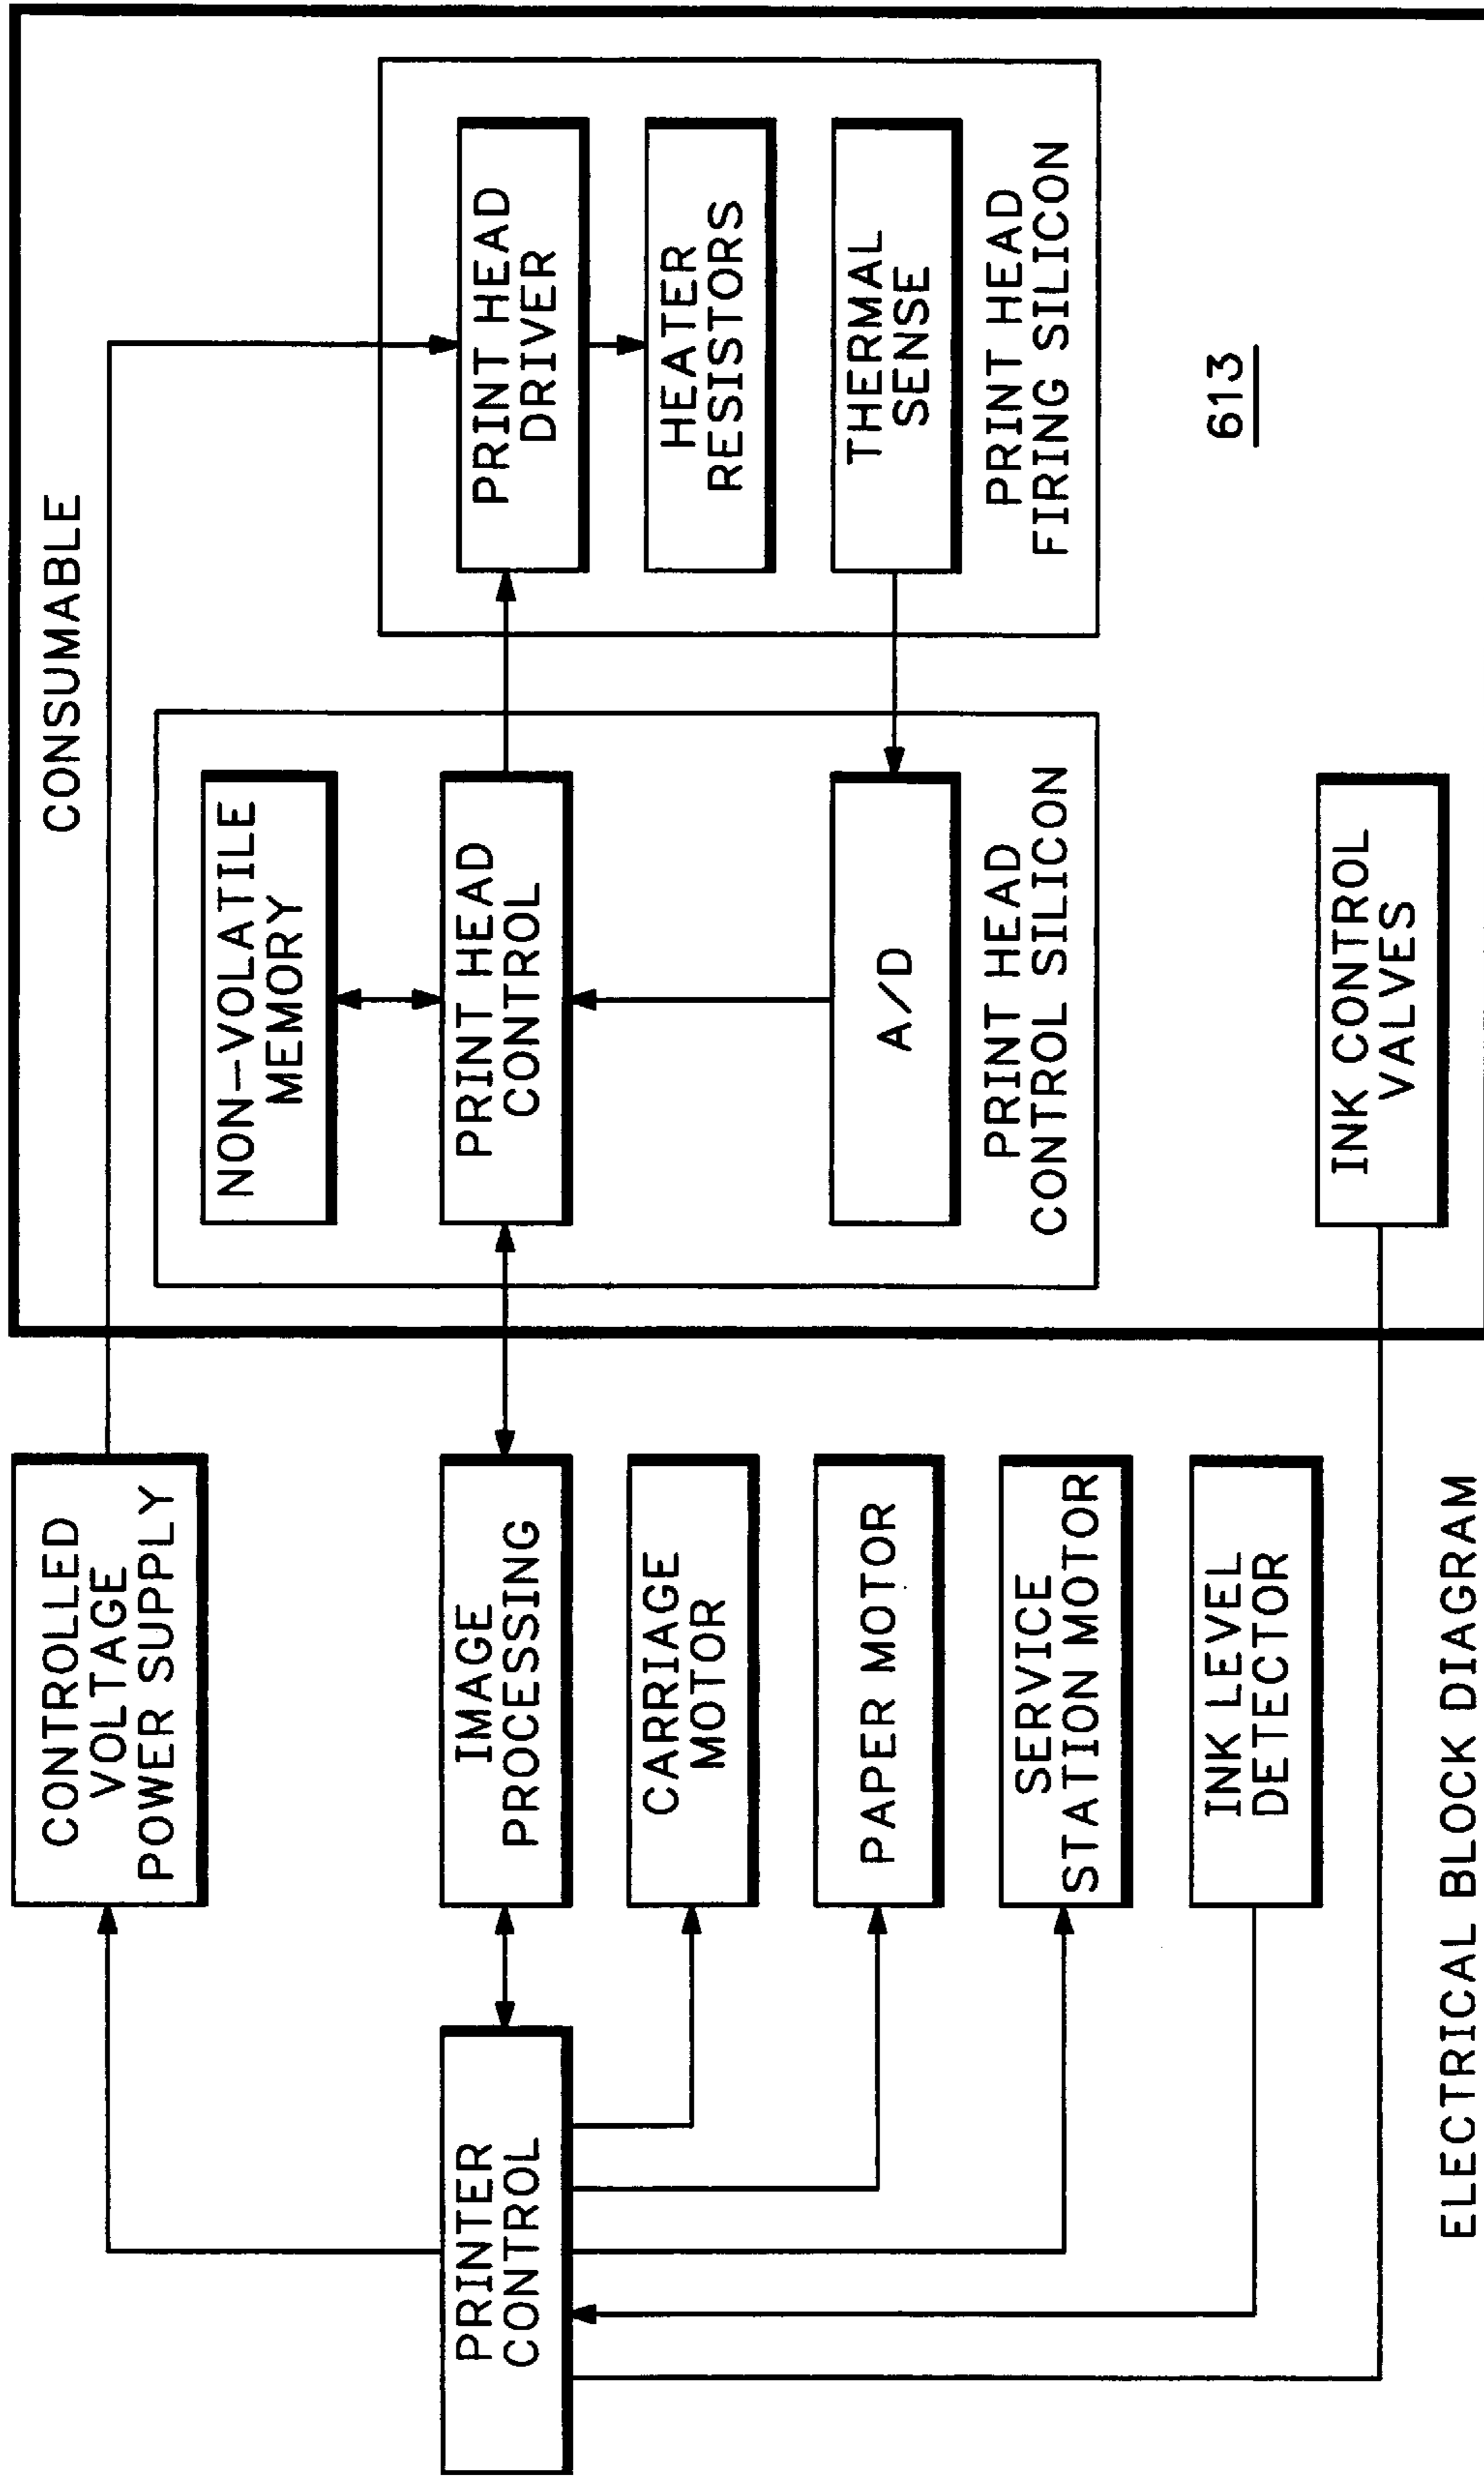 CONSUMABLE
CONTROLLED
VOLTAGE
POWER SUPPLY
NON-VOLATILE
MEMORY
PRINTER
CONTROL
IMAGE
PROCESSING
PRINT HEAD
CONTROL
PRINT HEAD
DRIVER
CARRIAGE
MOTOR
HEATER
RESISTORS
PAPER MOTOR
A/D
THERMAL
SENSE
SERVICE
STATION MOTOR
PRINT HEAD
CONTROL SILICON
PRINT HEAD
FIRING SILICON
INK LEVEL
DETECTOR
613
INK CONTROL
VALVES
ELECTRICAL BLOCK DIAGRAM